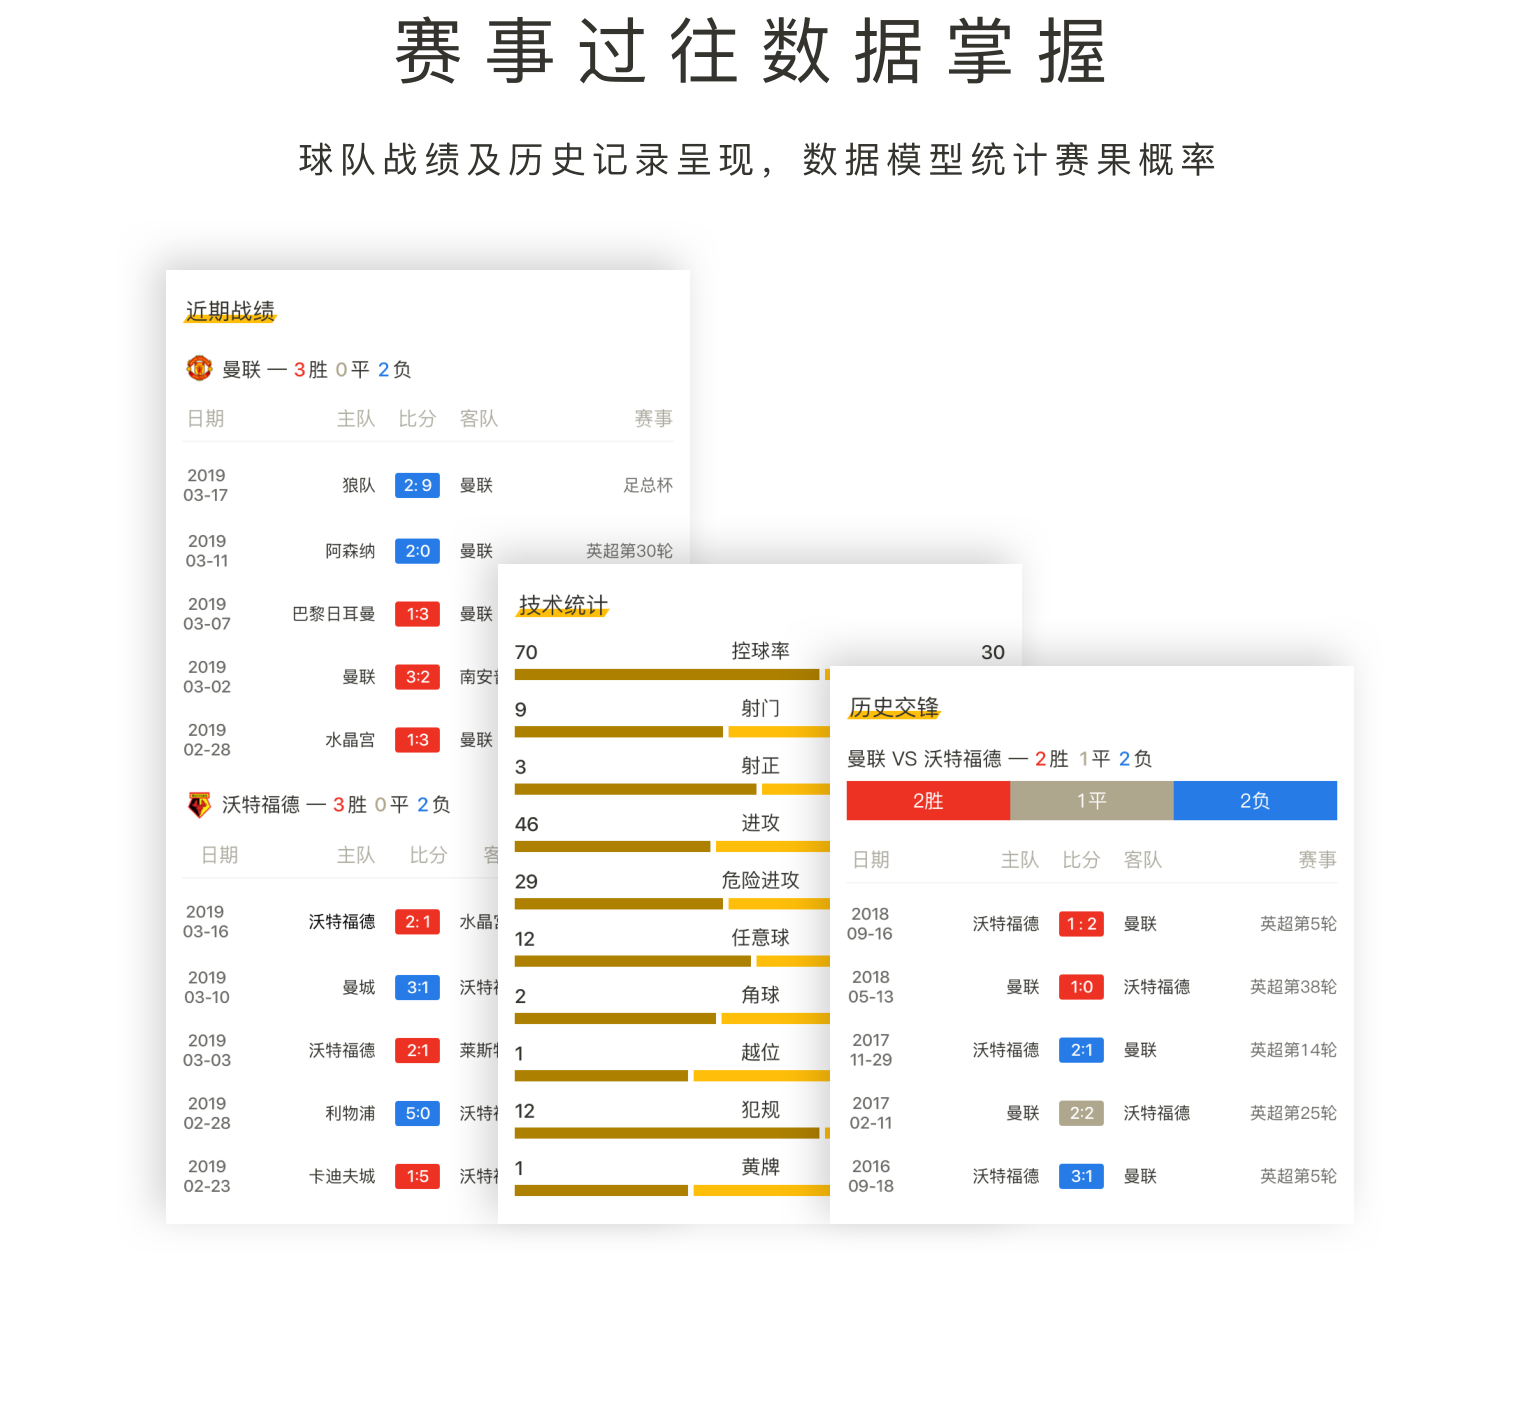 赛事过往数据掌握
球队战绩及历史记录呈现，数据模型统计赛果概率
近期战绩
曼联 — 3胜 0平 2负
日期 主队 比分 客队 赛事
2019
03-17
狼队 2:9 曼联 足总杯
2019
03-11
阿森纳 2:0 曼联 英超第30轮
2019
03-07
巴黎日耳曼 1:3 曼联
2019
03-02
曼联 3:2 南安
2019
02-28
水晶宫 1:3 曼联
沃特福德 — 3胜 0平 2负
日期 主队 比分 客
2019
03-16
沃特福德 2:1 水晶
2019
03-10
曼城 3:1 沃特
2019
03-03
沃特福德 2:1 莱斯
2019
02-28
利物浦 5:0 沃特
2019
02-23
卡迪夫城 1:5 沃特
技术统计
70 控球率 30
9 射门
3 射正
46 进攻
29 危险进攻
12 任意球
2 角球
1 越位
12 犯规
1 黄牌
历史交锋
曼联 VS 沃特福德 — 2胜 1平 2负
2胜 1平 2负
日期 主队 比分 客队 赛事
2018
09-16
沃特福德 1:2 曼联 英超第5轮
2018
05-13
曼联 1:0 沃特福德 英超第38轮
2017
11-29
沃特福德 2:1 曼联 英超第14轮
2017
02-11
曼联 2:2 沃特福德 英超第25轮
2016
09-18
沃特福德 3:1 曼联 英超第5轮